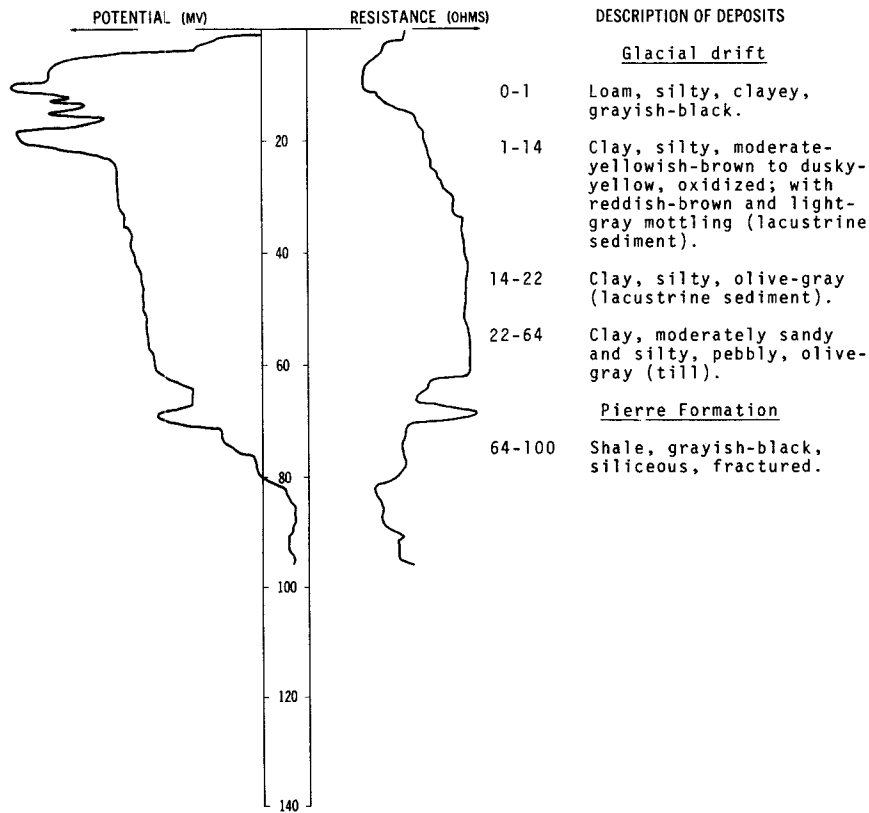 POTENTIAL (MV)
RESISTANCE (OHMS)
DESCRIPTION OF DEPOSITS
Glacial drift
0-1 Loam, silty, clayey,
grayish-black.
1-14 Clay, silty, moderate-
yellowish-brown to dusky-
yellow, oxidized; with
reddish-brown and light-
gray mottling (lacustrine
sediment).
14-22 Clay, silty, olive-gray
(lacustrine sediment).
22-64 Clay, moderately sandy
and silty, pebbly, olive-
gray (till).
Pierre Formation
64-100 Shale, grayish-black,
siliceous, fractured.
20
40
60
80
100
120
140